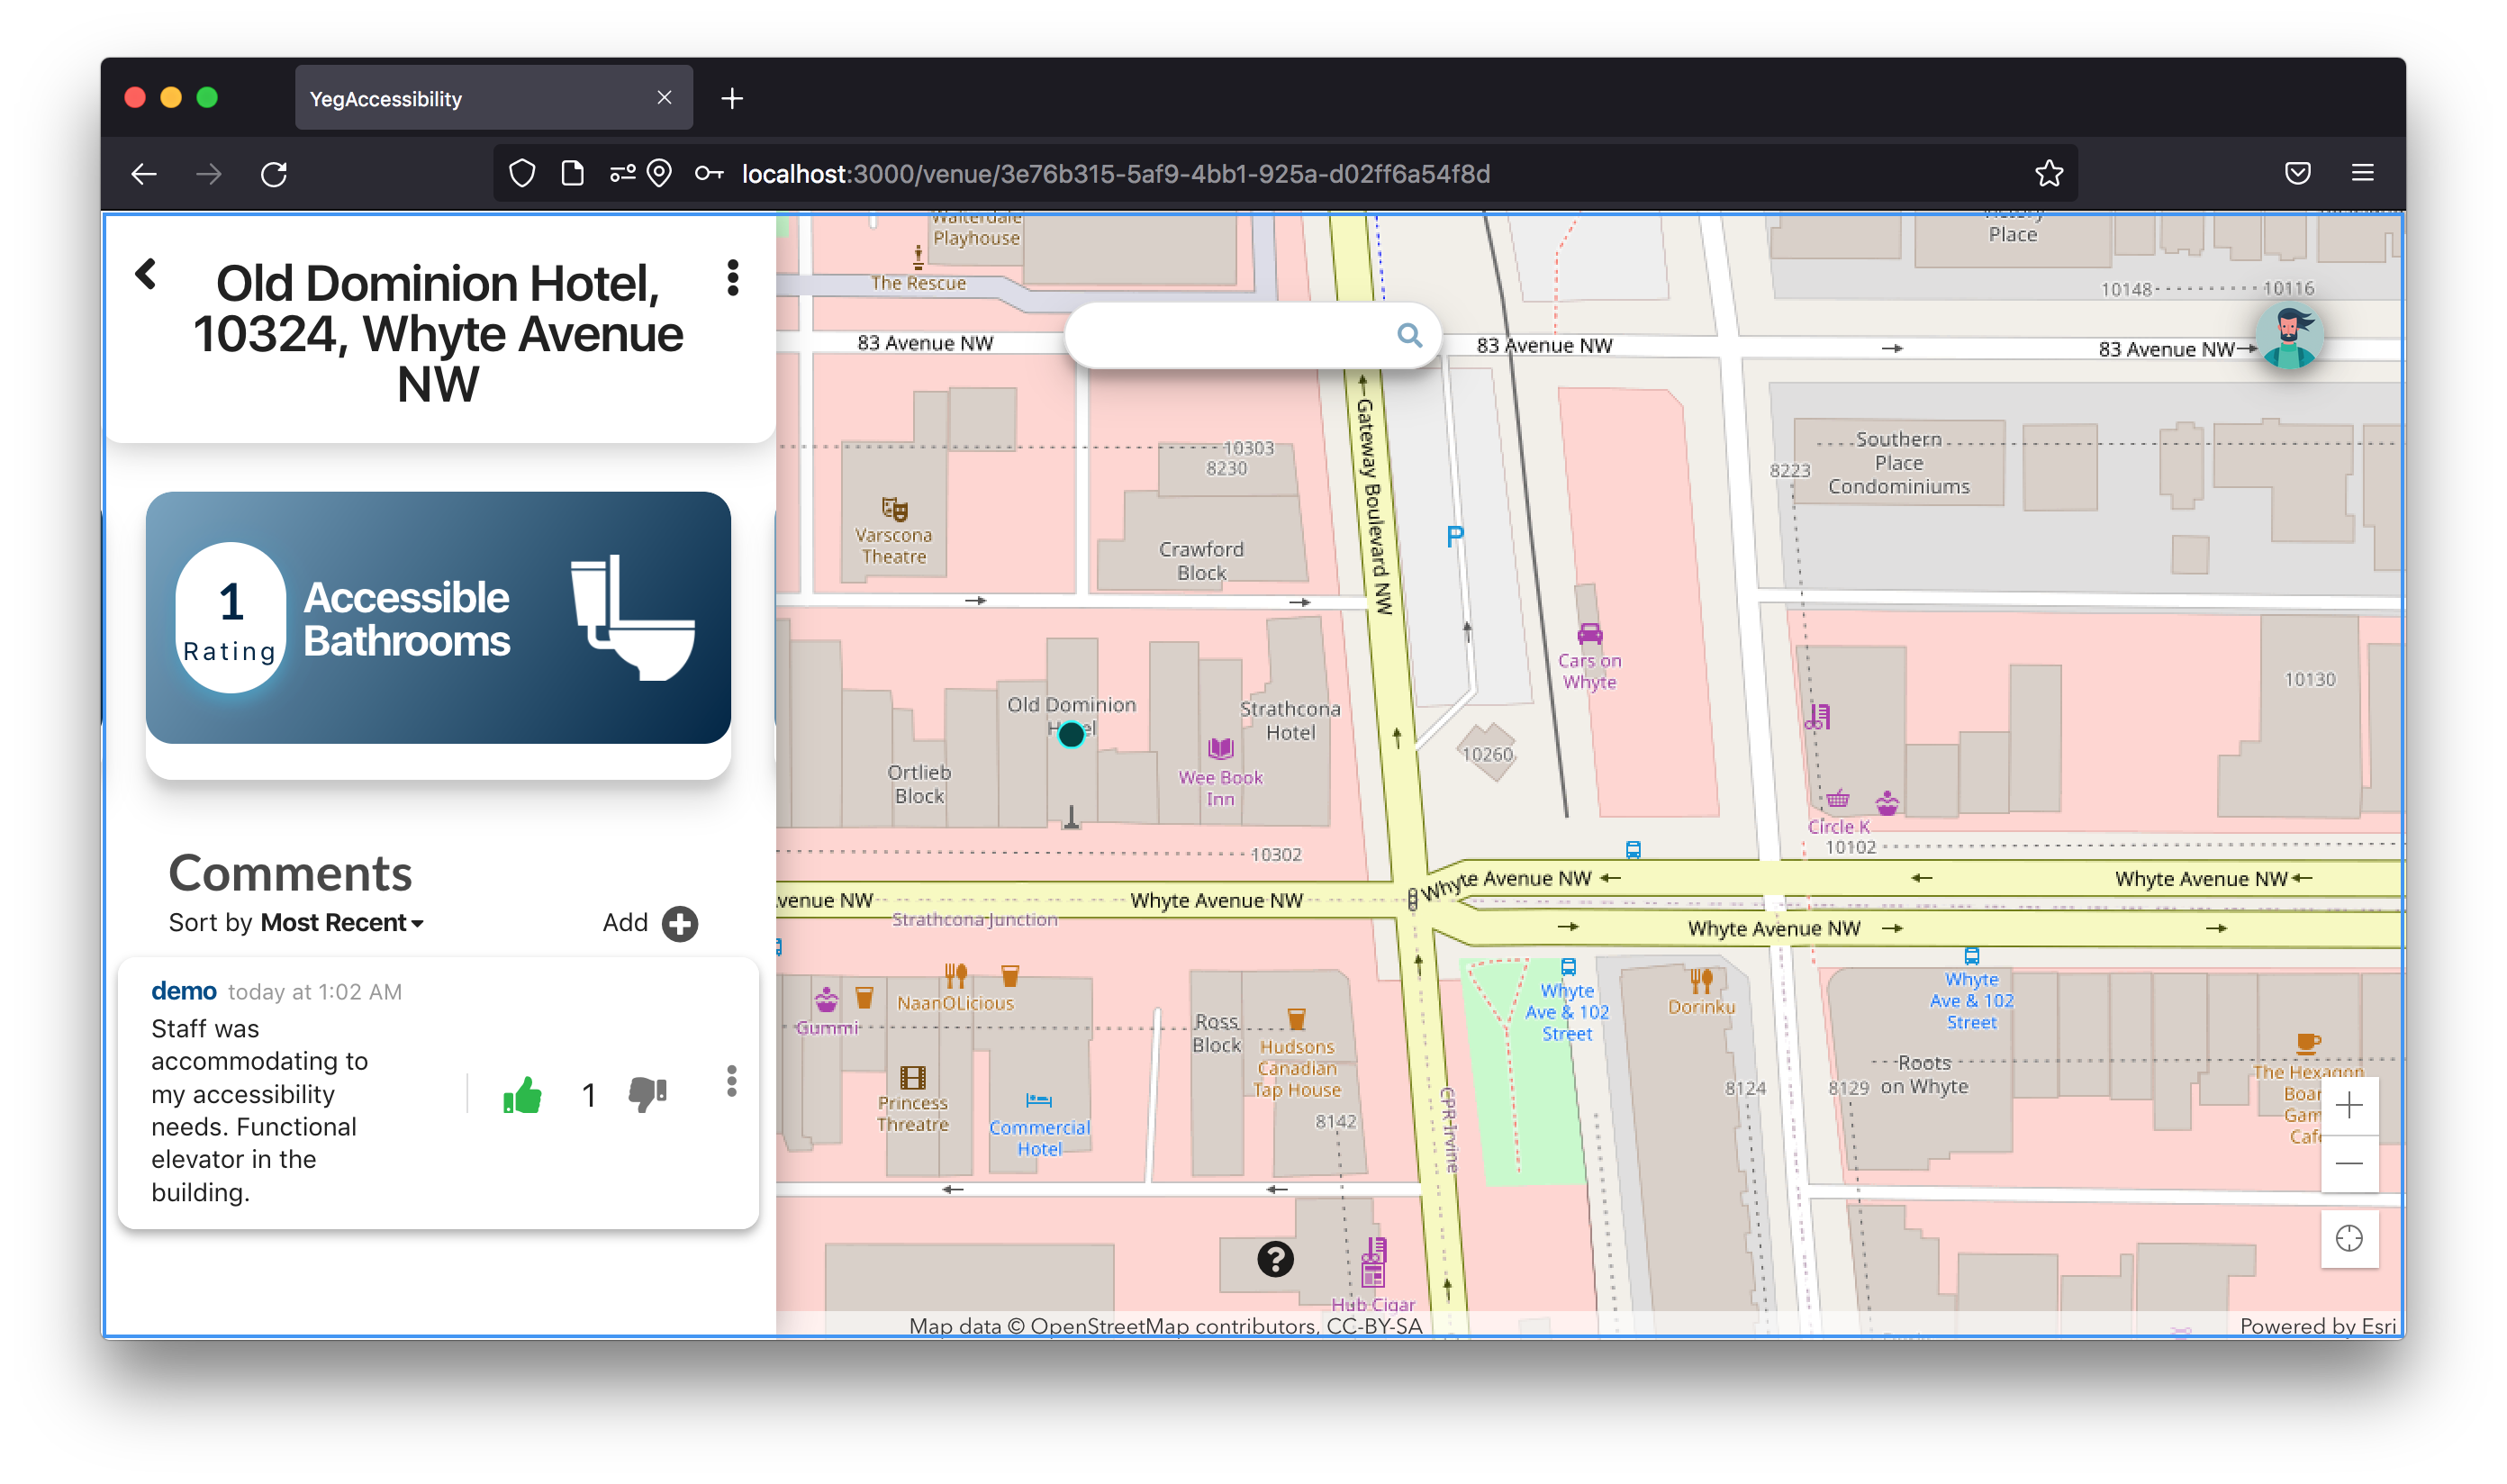 YegAccessibility
localhost:3000/venue/3e76b315-5af9-4bb1-925a-d02ff6a54f8d
Old Dominion Hotel,
10324, Whyte Avenue
NW
1
Rating
Accessible
Bathrooms
Comments
Sort by Most Recent
Add
demo today at 1:02 AM
Staff was
accommodating to
my accessibility
needs. Functional
elevator in the
building.
1
Walterdale
Playhouse
The Rescue
83 Avenue NW
83 Avenue NW
83 Avenue NW
Place
10148
10116
Gateway Boulevard NW
10303
8230
Varscona
Theatre
Crawford
Block
P
Southern
Place
Condominiums
8223
Cars on
Whyte
10130
Old Dominion
Hotel
Strathcona
Hotel
Wee Book
Inn
Ortlieb
Block
10260
Circle K
10102
10302
Avenue NW
Whyte Avenue NW
Whyte Avenue NW
Whyte Avenue NW
Whyte Avenue NW
Strathcona Junction
NaanOLicious
Gummi
Princess
Threatre
Commercial
Hotel
Ross
Block
Hudsons
Canadian
Tap House
8142
CPR Irvine
Whyte
Ave & 102
Street
Dorinku
8124
8129
Roots
on Whyte
Whyte
Ave & 102
Street
The Hexagon
Boar
Gam
Cafe
?
Hub Cigar
Map data © OpenStreetMap contributors, CC-BY-SA
Powered by Esri